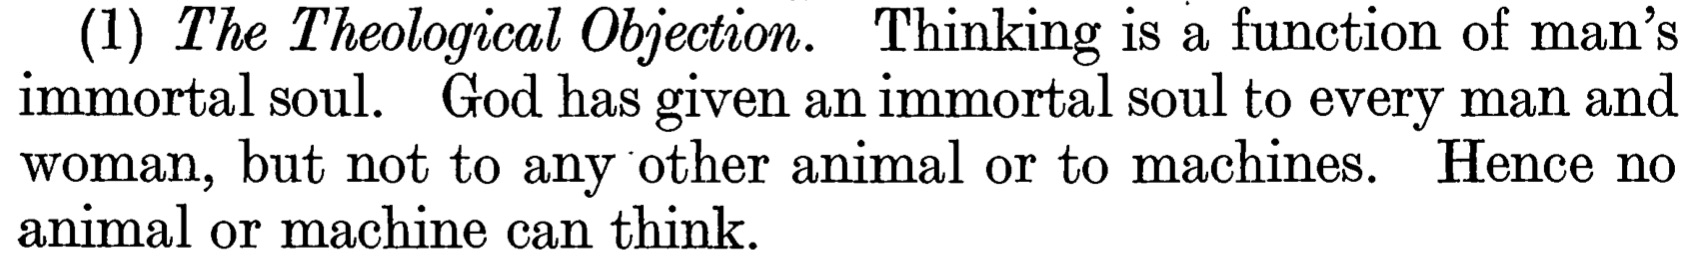 (1) The Theological Objection. Thinking is a function of man's
immortal soul. God has given an immortal soul to every man and
woman, but not to any other animal or to machines. Hence no
animal or machine can think.